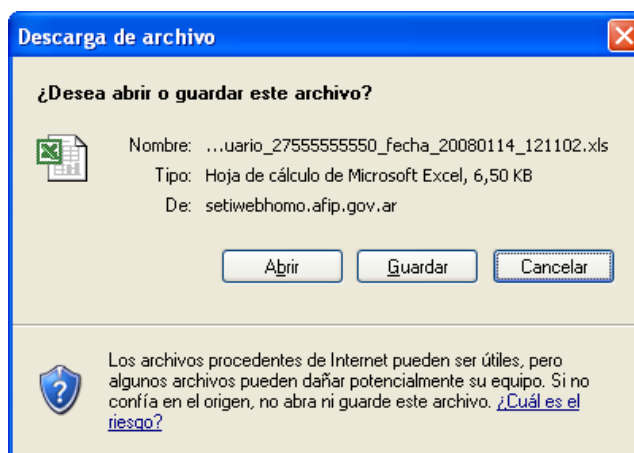 Descarga de archivo
¿Desea abrir o guardar este archivo?
Nombre: ...uario_27555555550_fecha_20080114_121102.xls
Tipo: Hoja de cálculo de Microsoft Excel, 6,50 KB
De: setiwebhomo.afip.gov.ar
Abrir Guardar Cancelar
Los archivos procedentes de Internet pueden ser útiles, pero
algunos archivos pueden dañar potencialmente su equipo. Si no
confía en el origen, no abra ni guarde este archivo. ¿Cuál es el
riesgo?